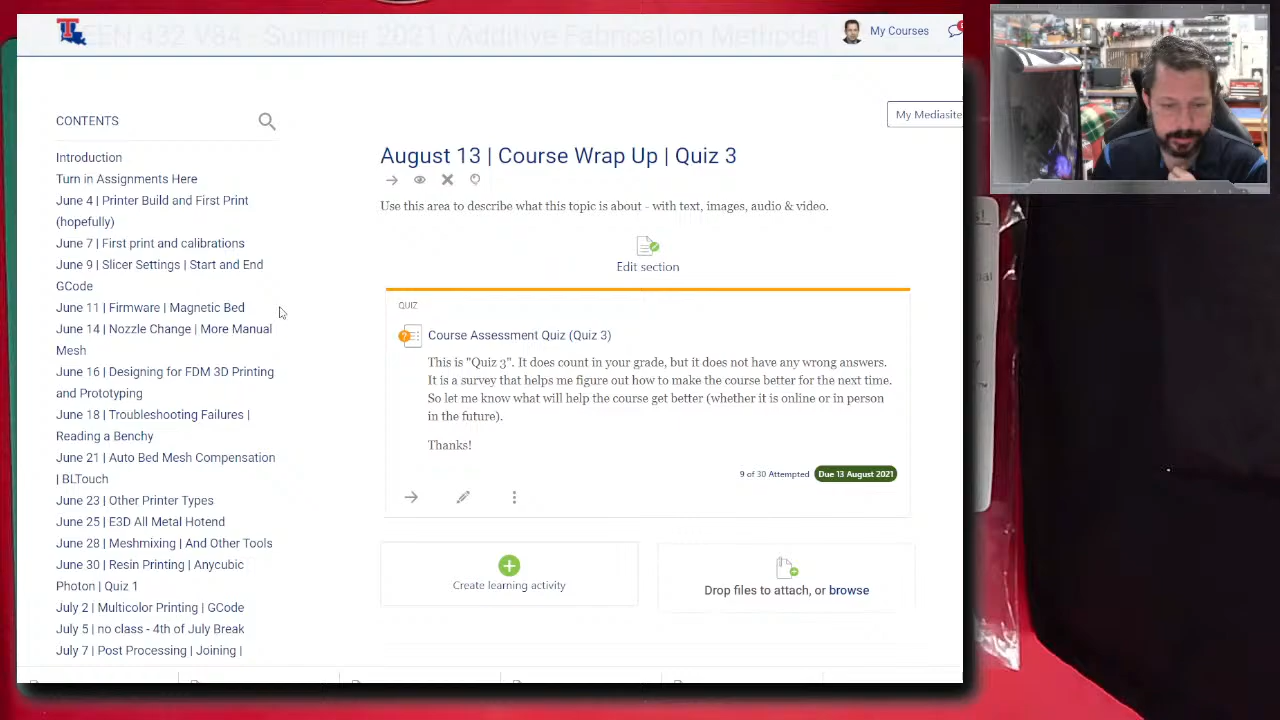 EEN 432 V84 - Summer 2021 (Additive Fabrication Methods)
My Courses
CONTENTS
My Mediasite
Introduction
Turn in Assignments Here
June 4 | Printer Build and First Print
(hopefully)
June 7 | First print and calibrations
June 9 | Slicer Settings | Start and End
GCode
June 11 | Firmware | Magnetic Bed
June 14 | Nozzle Change | More Manual
Mesh
June 16 | Designing for FDM 3D Printing
and Prototyping
June 18 | Troubleshooting Failures |
Reading a Benchy
June 21 | Auto Bed Mesh Compensation
| BLTouch
June 23 | Other Printer Types
June 25 | E3D All Metal Hotend
June 28 | Meshmixing | And Other Tools
June 30 | Resin Printing | Anycubic
Photon | Quiz 1
July 2 | Multicolor Printing | GCode
July 5 | no class - 4th of July Break
July 7 | Post Processing | Joining |
August 13 | Course Wrap Up | Quiz 3
Use this area to describe what this topic is about - with text, images, audio & video.
Edit section
QUIZ
Course Assessment Quiz (Quiz 3)
This is "Quiz 3". It does count in your grade, but it does not have any wrong answers.
It is a survey that helps me figure out how to make the course better for the next time.
So let me know what will help the course get better (whether it is online or in person
in the future).
Thanks!
9 of 30 Attempted Due 13 August 2021
Create learning activity
Drop files to attach, or browse